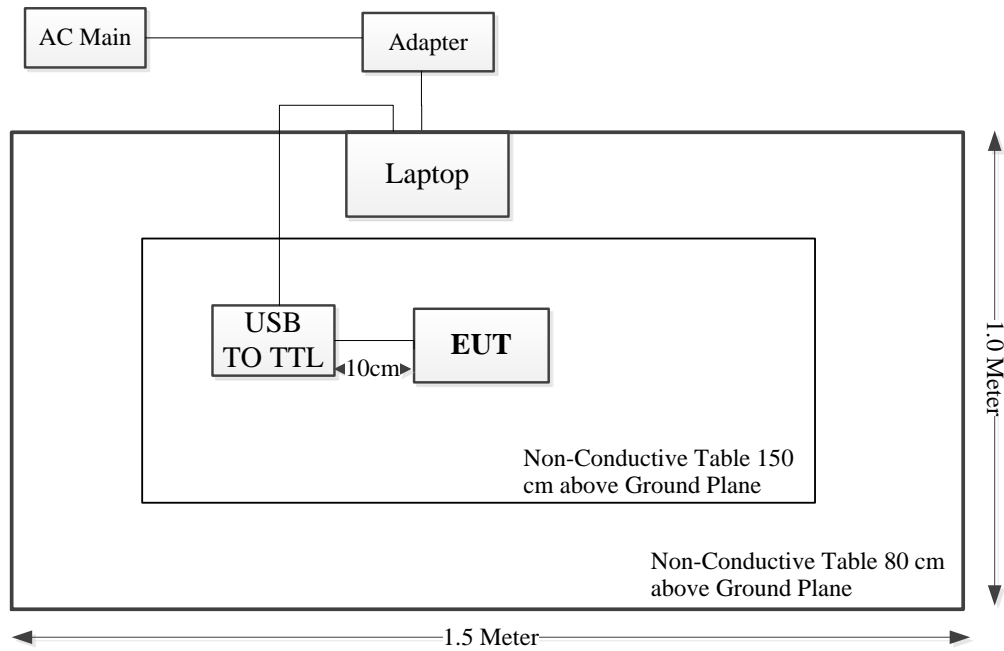 AC Main
Adapter
Laptop
USB
TO TTL
EUT
10cm
Non-Conductive Table 150
cm above Ground Plane
Non-Conductive Table 80 cm
above Ground Plane
1.0 Meter
1.5 Meter